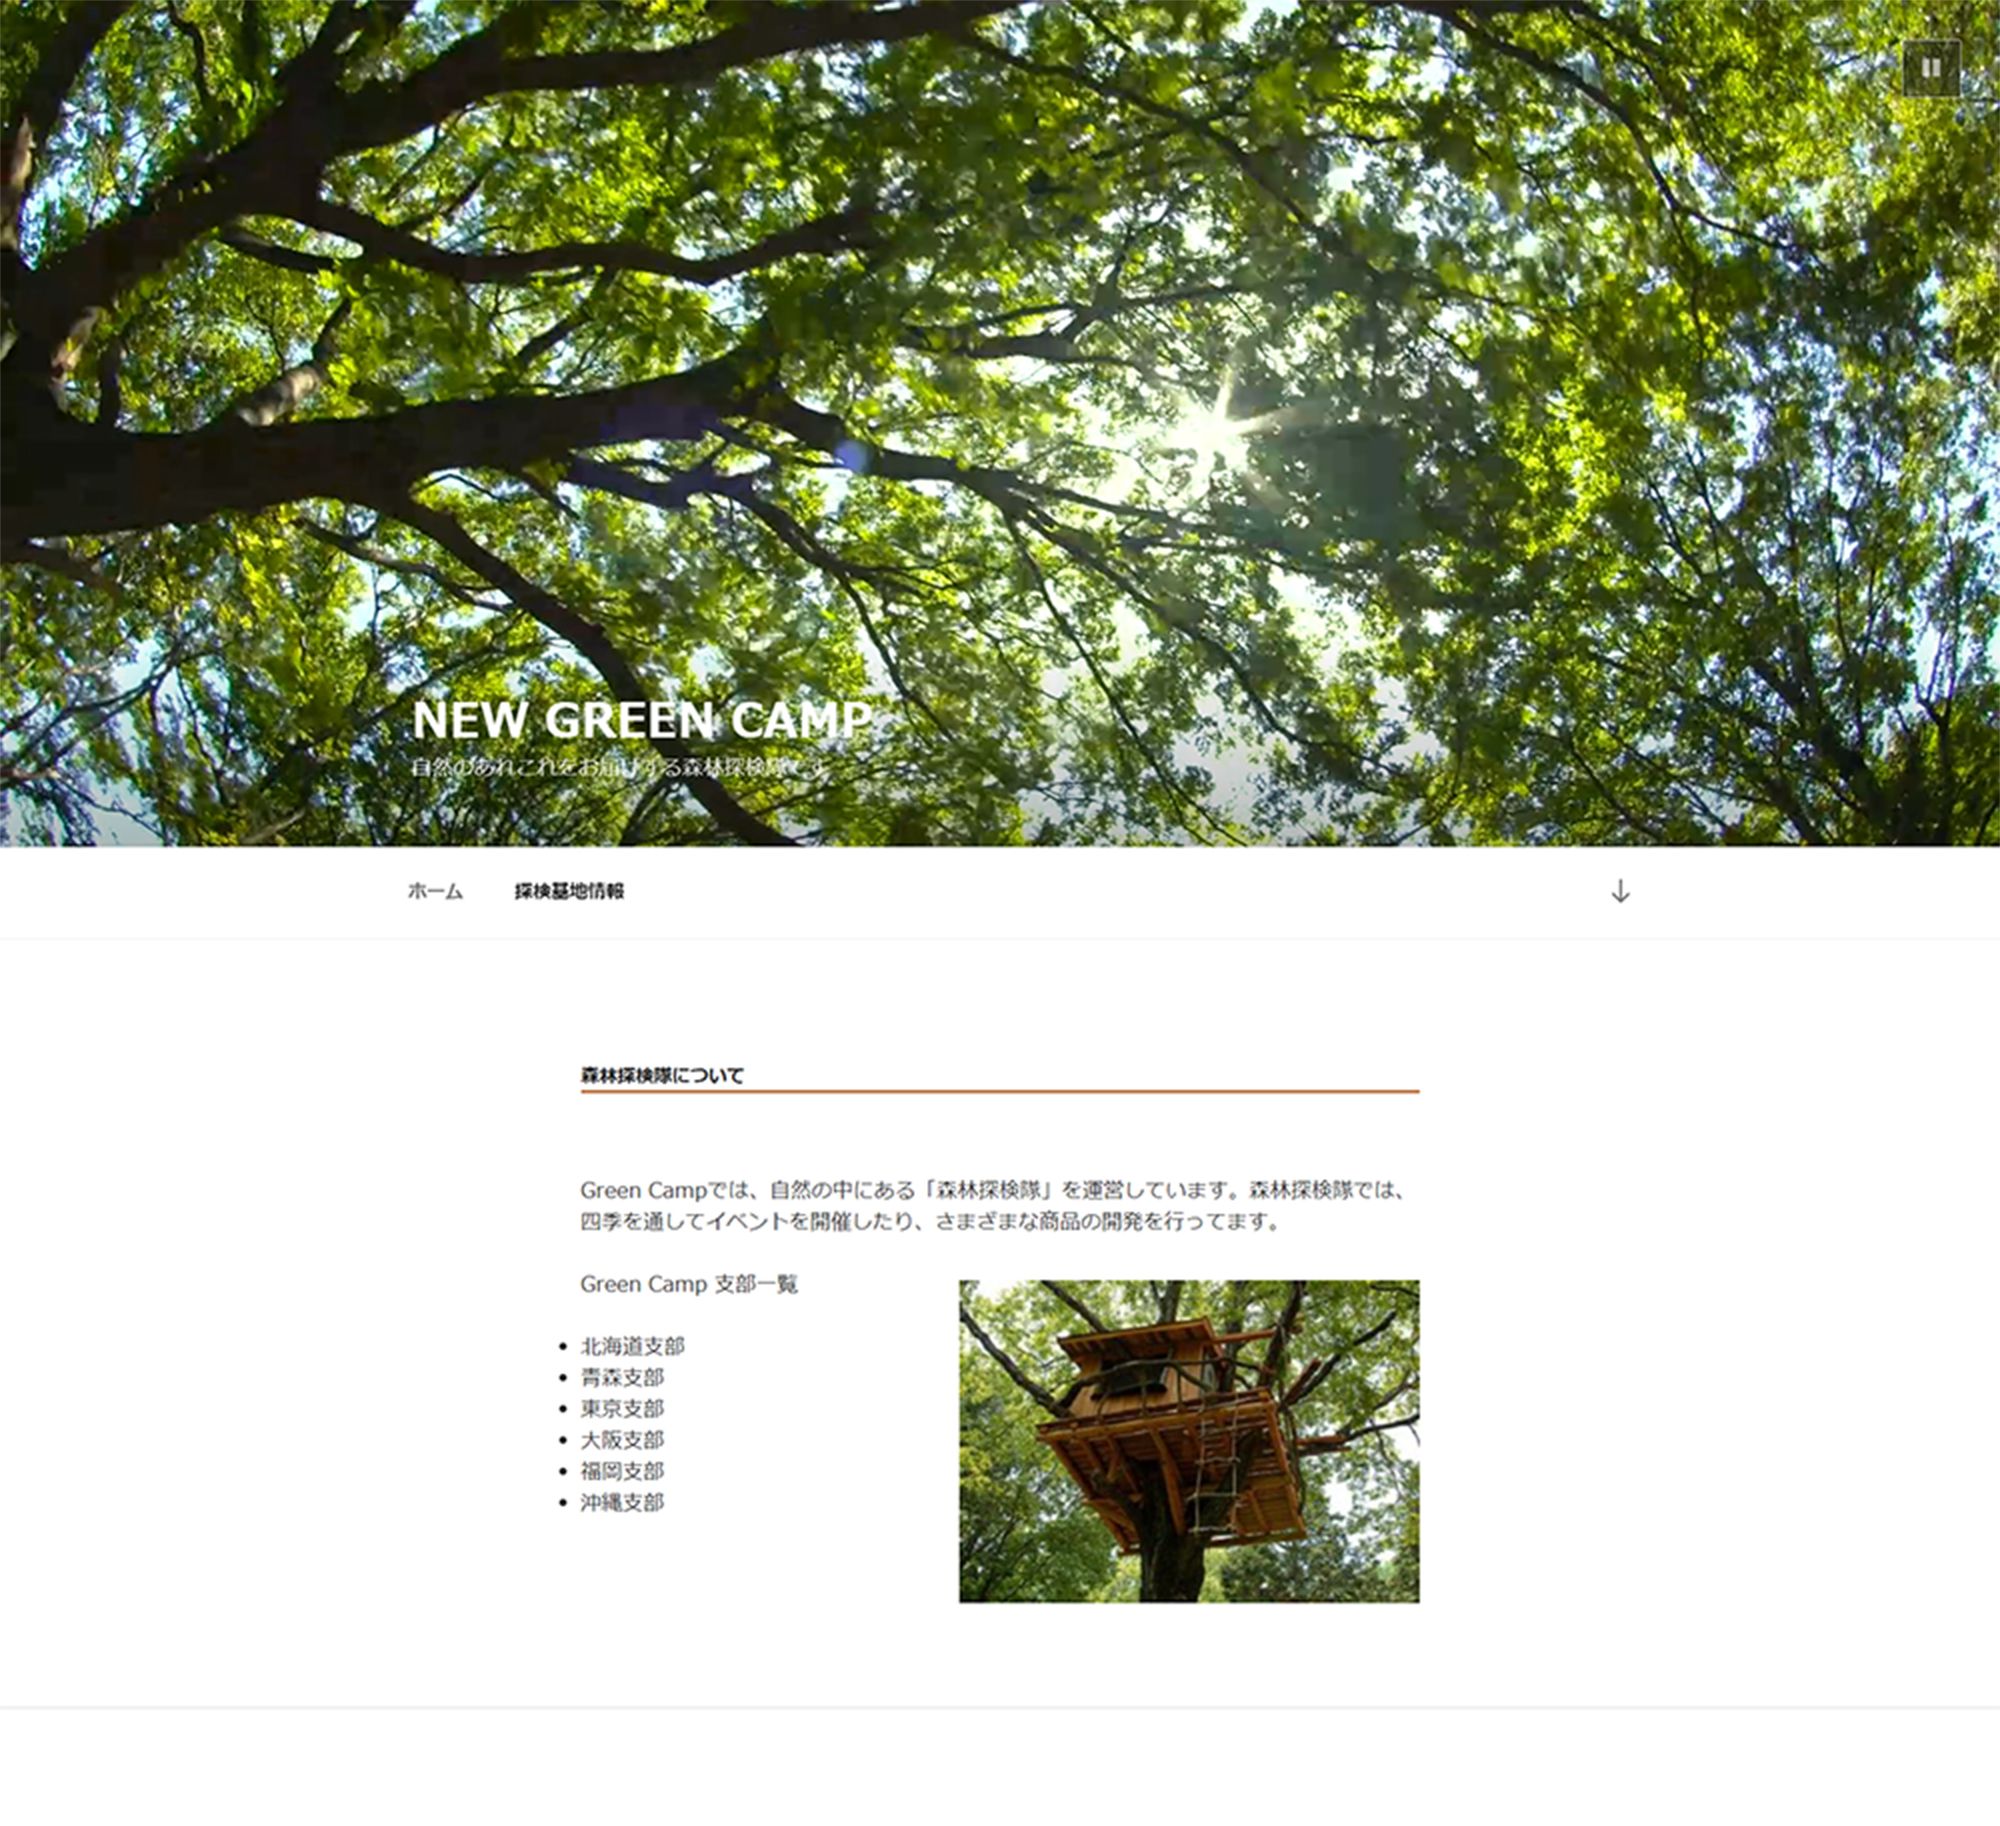 NEW GREEN CAMP
自然のあれこれをお届けする森林探検隊です
ホーム
探検基地情報
森林探検隊について
Green Campでは、自然の中にある「森林探検隊」を運営しています。森林探検隊では、
四季を通してイベントを開催したり、さまざまな商品の開発を行ってます。
Green Camp 支部一覧
北海道支部
青森支部
東京支部
大阪支部
福岡支部
沖縄支部